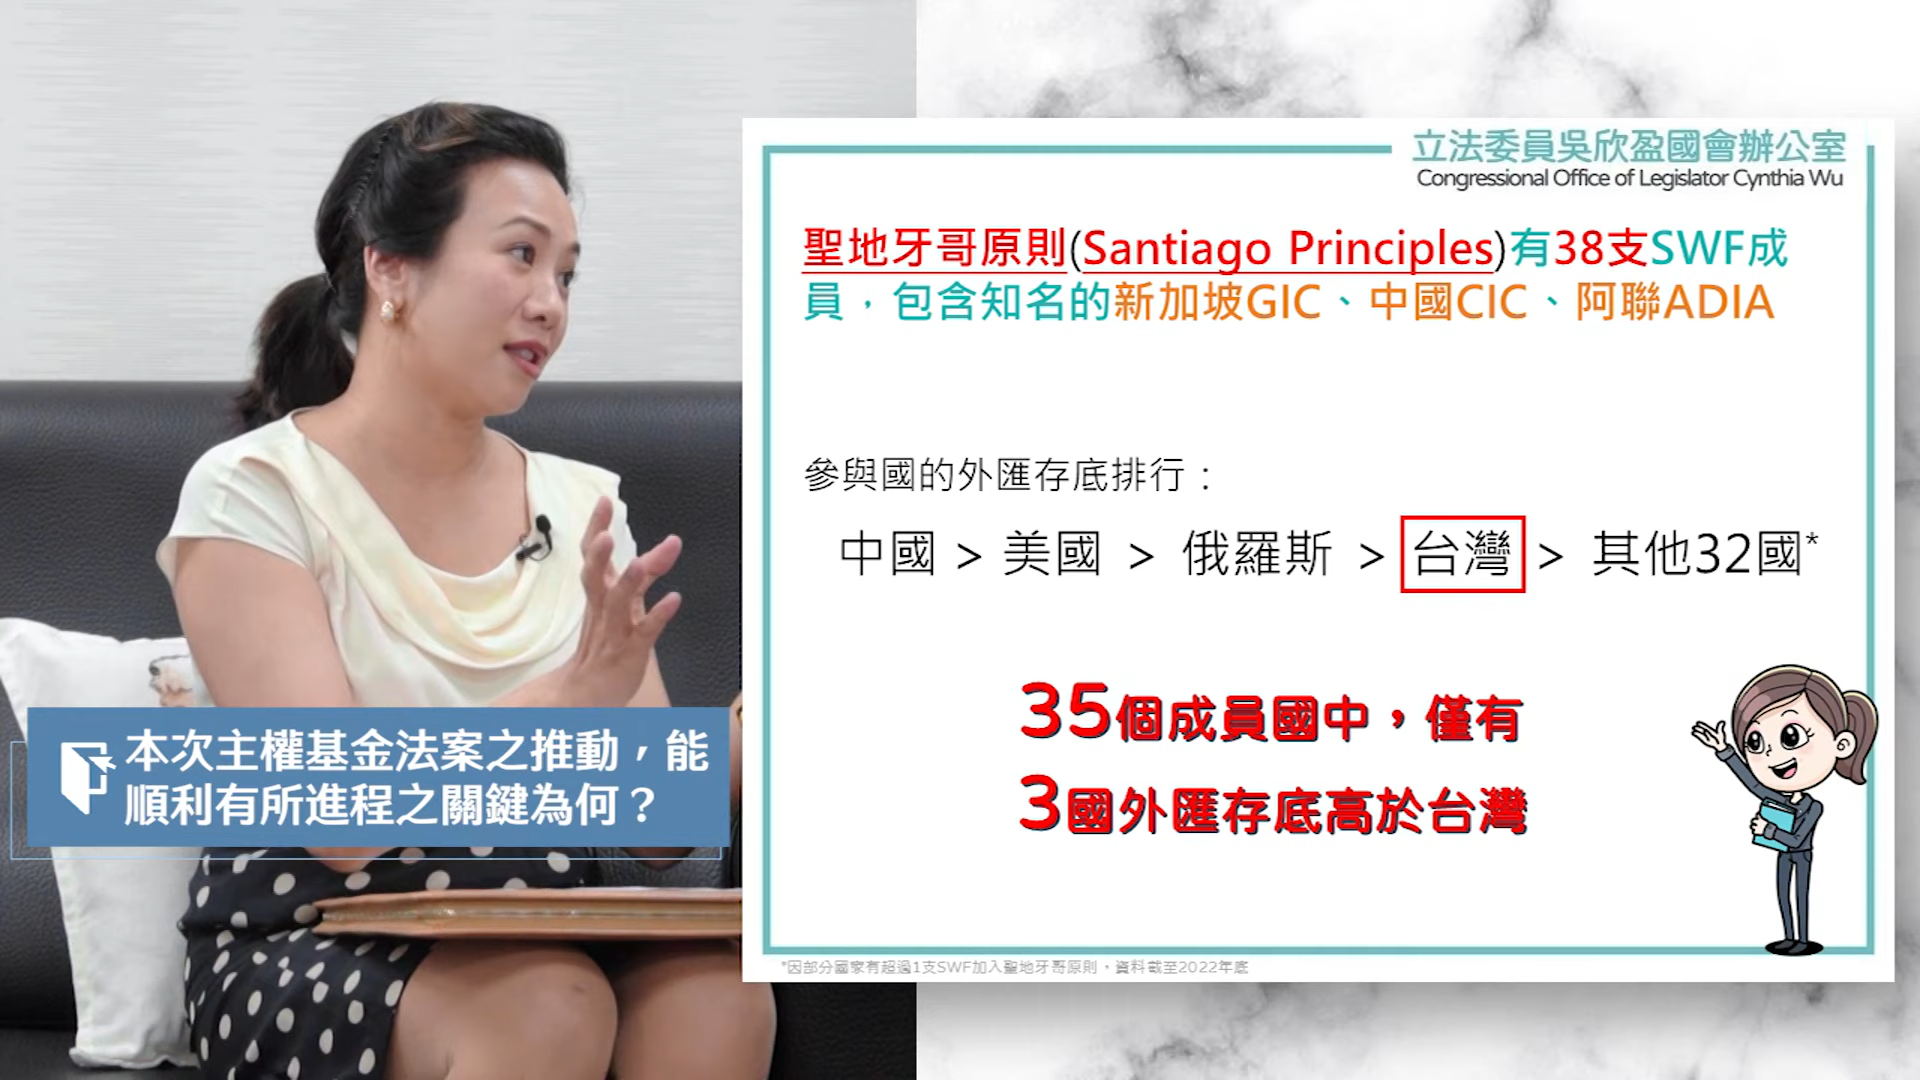 立法委員吳欣盈國會辦公室
Congressional Office of Legislator Cynthia Wu
聖地牙哥原則(Santiago Principles)有38支SWF成
員，包含知名的新加坡GIC、中國CIC、阿聯ADIA
參與國的外匯存底排行：
中國 > 美國 > 俄羅斯 > 台灣 > 其他32國*
35個成員國中，僅有
3國外匯存底高於台灣
*因部分國家有超過1支SWF加入聖地牙哥原則，資料截至2022年底
本次主權基金法案之推動，能
順利有所進程之關鍵為何？